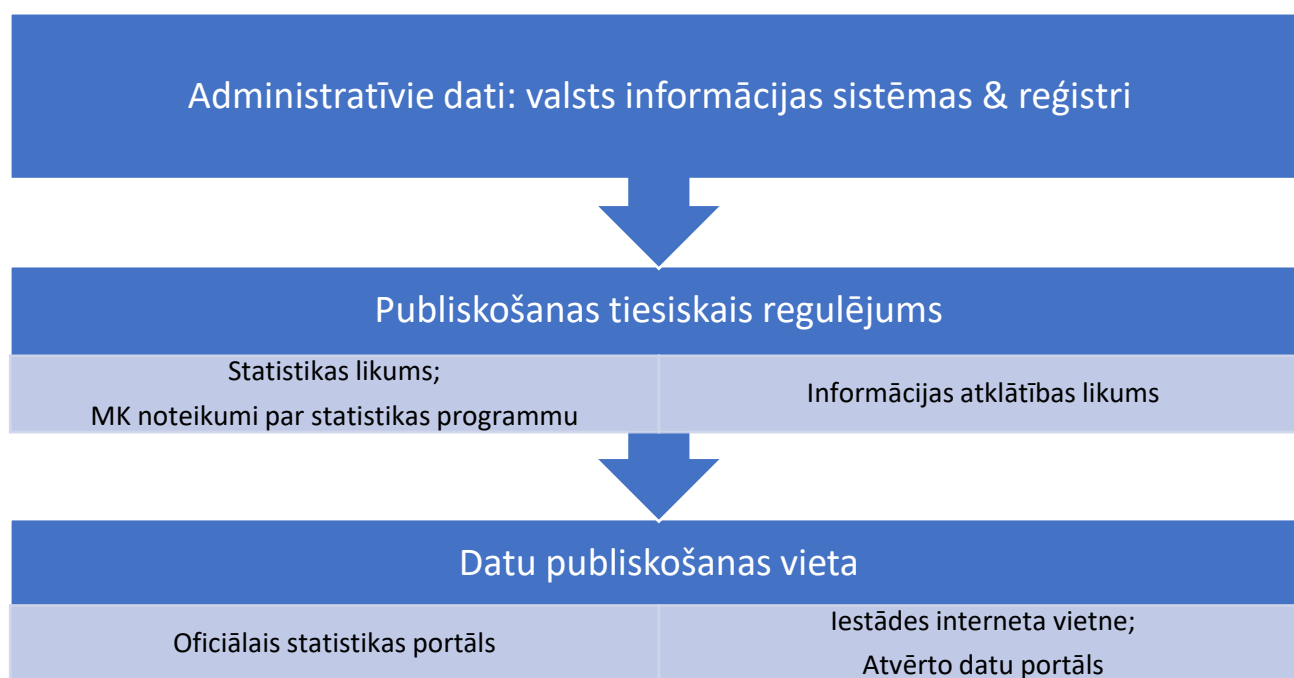 Administratīvie dati: valsts informācijas sistēmas & reģistri
Publiskošanas tiesiskais regulējums
Statistikas likums;
MK noteikumi par statistikas programmu
Informācijas atklātības likums
Datu publiskošanas vieta
Oficiālais statistikas portāls
Iestādes interneta vietne;
Atvērto datu portāls